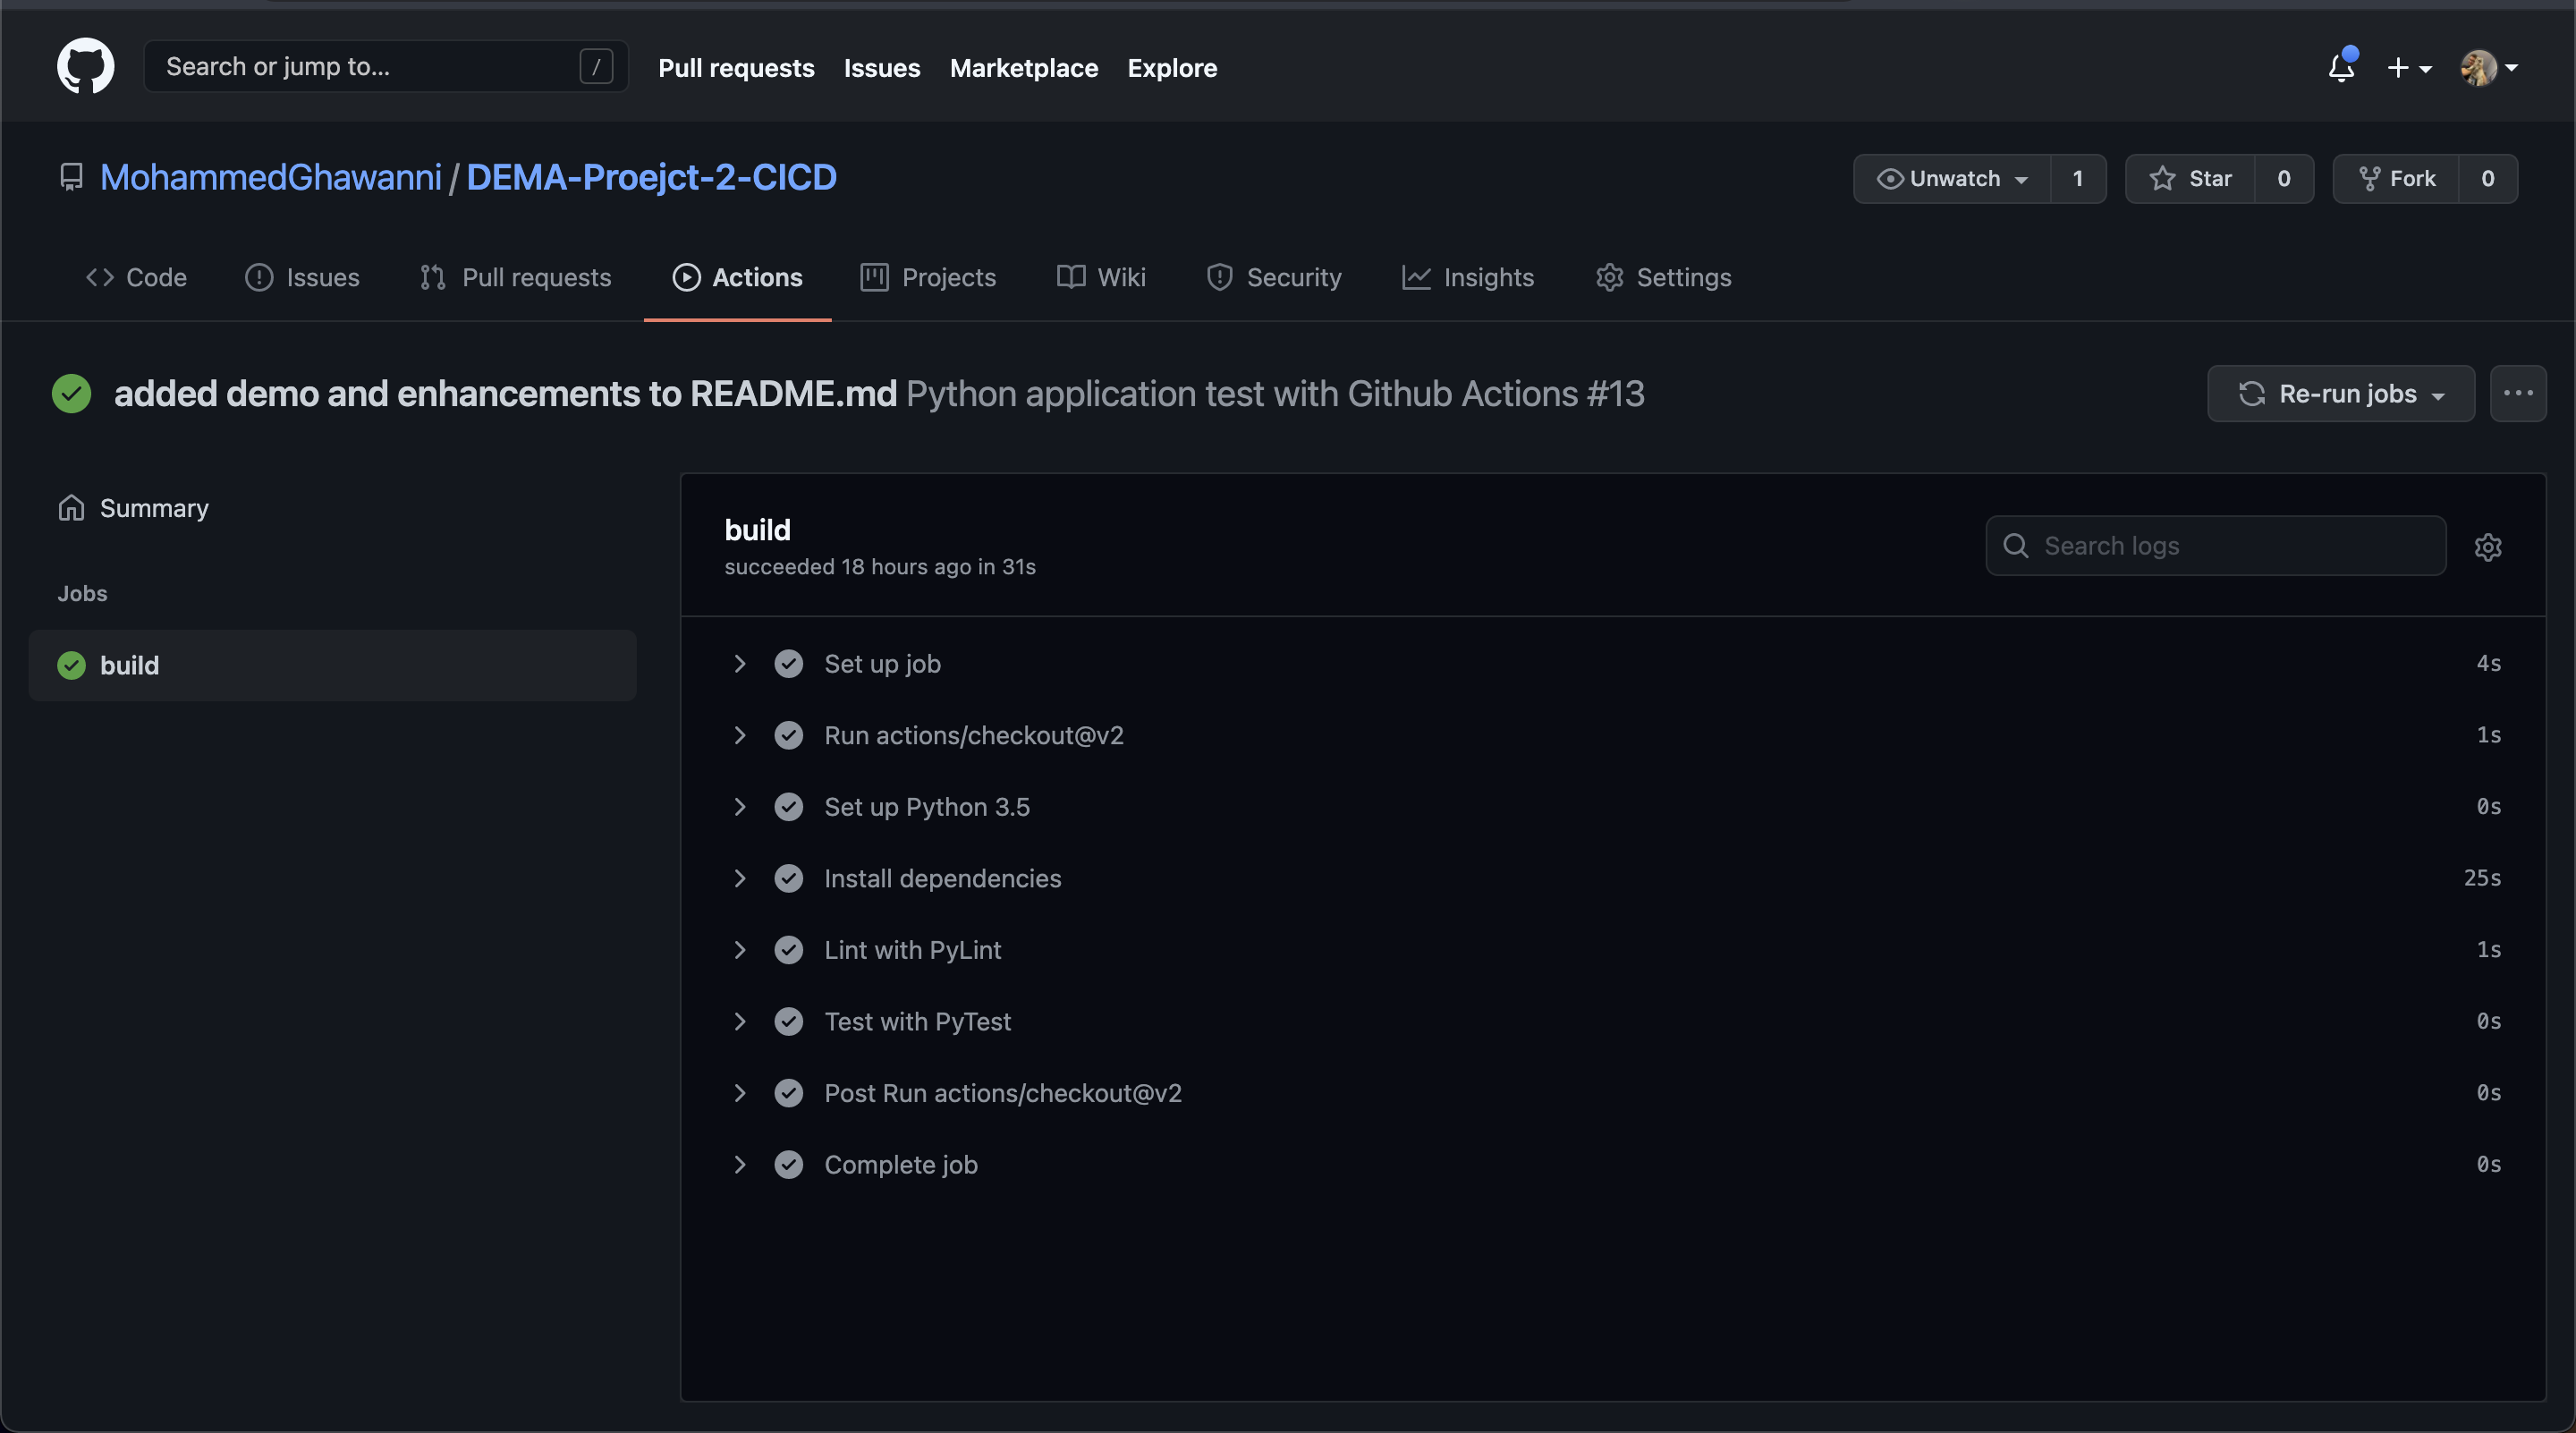 Search or jump to... / Pull requests Issues Marketplace Explore
MohammedGhawanni / DEMA-Proejct-2-CICD Unwatch 1 Star 0 Fork 0
Code Issues Pull requests Actions Projects Wiki Security Insights Settings
added demo and enhancements to README.md Python application test with Github Actions #13 Re-run jobs ...
Summary
Jobs
build
build
succeeded 18 hours ago in 31s
Search logs
Set up job 4s
Run actions/checkout@v2 1s
Set up Python 3.5 0s
Install dependencies 25s
Lint with PyLint 1s
Test with PyTest 0s
Post Run actions/checkout@v2 0s
Complete job 0s